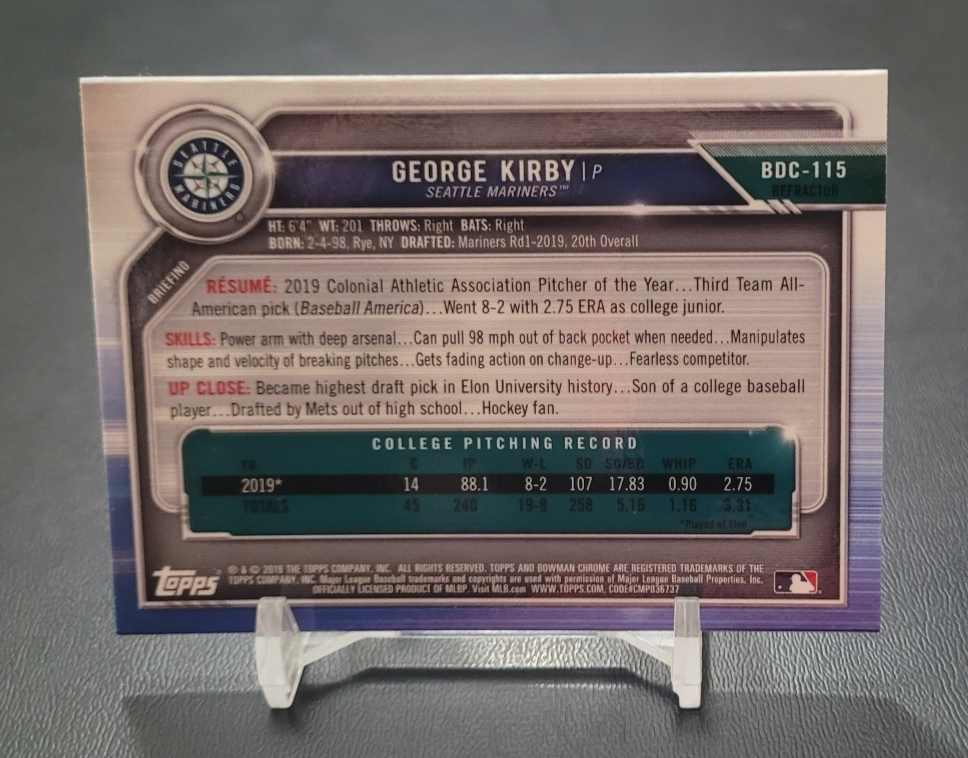 SEATTLE MARINERS
GEORGE KIRBY | P
SEATTLE MARINERS™
BDC-115
REFRACTOR
HT: 6'4" WT: 201 THROWS: Right BATS: Right
BORN: 2-4-98, Rye, NY DRAFTED: Mariners Rd1-2019, 20th Overall
BRIEFING
RÉSUMÉ: 2019 Colonial Athletic Association Pitcher of the Year...Third Team All-
American pick (Baseball America)...Went 8-2 with 2.75 ERA as college junior.
SKILLS: Power arm with deep arsenal...Can pull 98 mph out of back pocket when needed...Manipulates
shape and velocity of breaking pitches...Gets fading action on change-up...Fearless competitor.
UP CLOSE: Became highest draft pick in Elon University history...Son of a college baseball
player...Drafted by Mets out of high school...Hockey fan.
COLLEGE PITCHING RECORD
YR G IP W-L SO SO/BB WHIP ERA
2019* 14 88.1 8-2 107 17.83 0.90 2.75
TOTALS 45 240 19-8 258 5.16 1.16 3.31
*Played at Elon
topps
® & © 2019 THE TOPPS COMPANY, INC. ALL RIGHTS RESERVED. TOPPS AND BOWMAN CHROME ARE REGISTERED TRADEMARKS OF THE
TOPPS COMPANY, INC. Major League Baseball trademarks and copyrights are used with permission of Major League Baseball Properties, Inc.
OFFICIALLY LICENSED PRODUCT OF MLBP. Visit MLB.com WWW.TOPPS.COM. CODE#CMP036737